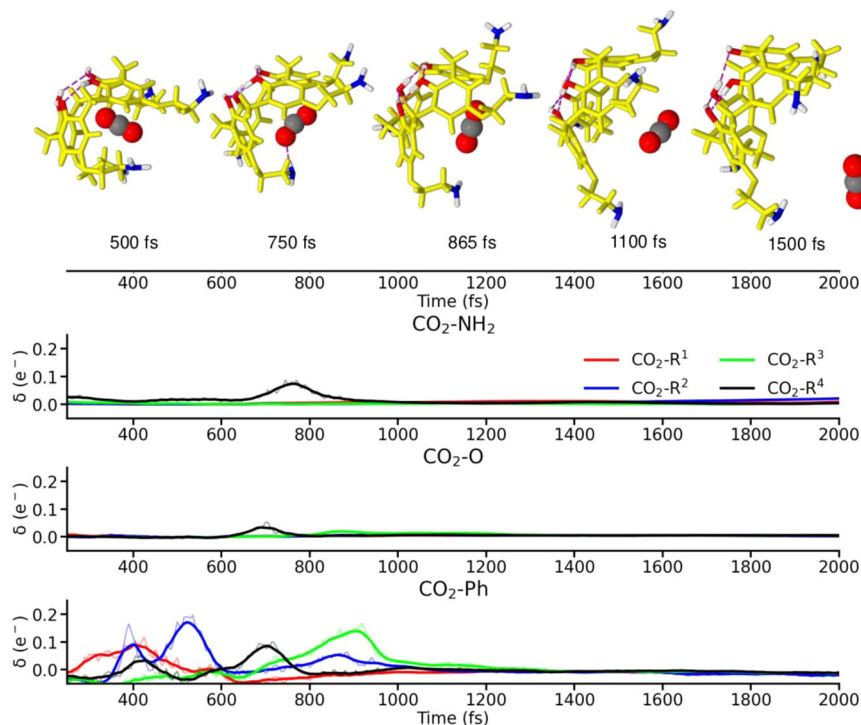 500 fs 750 fs 865 fs 1100 fs 1500 fs
400 600 800 1000 1200 1400 1600 1800 2000
Time (fs)
CO₂-NH₂
δ (e⁻)
0.2
0.1
0.0
CO₂-R¹ CO₂-R³
CO₂-R² CO₂-R⁴
400 600 800 1000 1200 1400 1600 1800 2000
CO₂-O
δ (e⁻)
0.2
0.1
0.0
400 600 800 1000 1200 1400 1600 1800 2000
CO₂-Ph
δ (e⁻)
0.2
0.1
0.0
400 600 800 1000 1200 1400 1600 1800 2000
Time (fs)